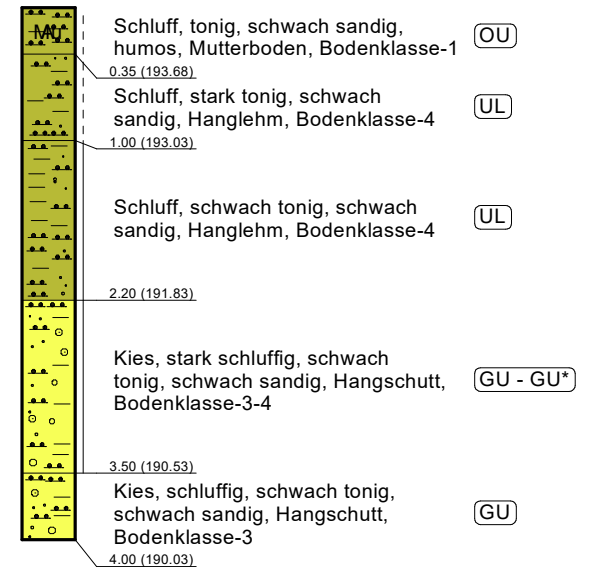 Mu
Schluff, tonig, schwach sandig,
humos, Mutterboden, Bodenklasse-1
OU
0.35 (193.68)
Schluff, stark tonig, schwach
sandig, Hanglehm, Bodenklasse-4
UL
1.00 (193.03)
Schluff, schwach tonig, schwach
sandig, Hanglehm, Bodenklasse-4
UL
2.20 (191.83)
Kies, stark schluffig, schwach
tonig, schwach sandig, Hangschutt,
Bodenklasse-3-4
GU - GU*
3.50 (190.53)
Kies, schluffig, schwach tonig,
schwach sandig, Hangschutt,
Bodenklasse-3
GU
4.00 (190.03)